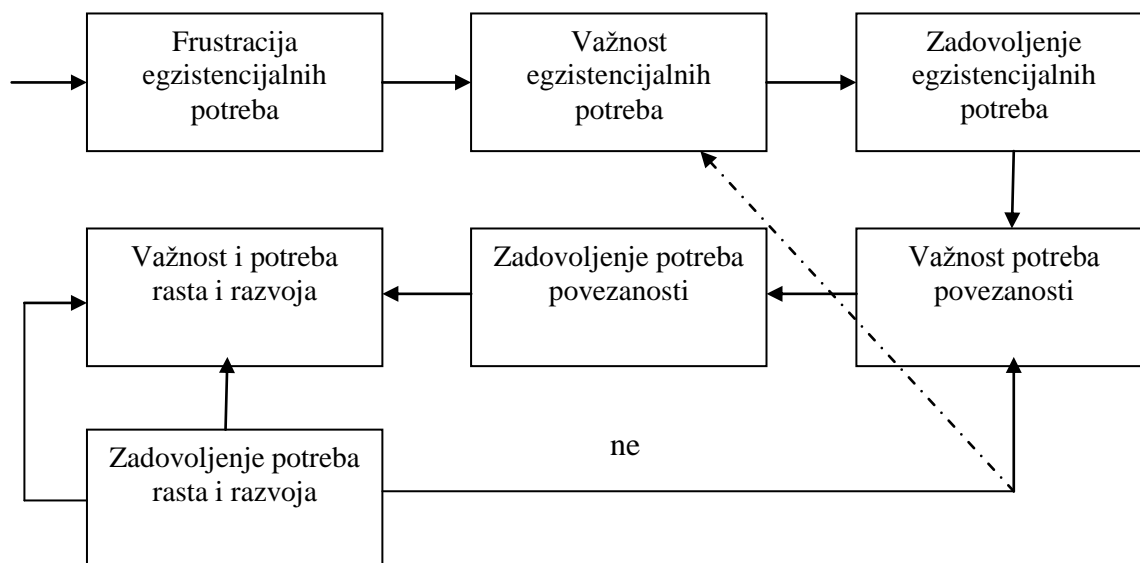 Frustracija
egzistencijalnih
potreba
Važnost
egzistencijalnih
potreba
Zadovoljenje
egzistencijalnih
potreba
Važnost i potreba
rasta i razvoja
Zadovoljenje potreba
povezanosti
Važnost potreba
povezanosti
Zadovoljenje potreba
rasta i razvoja
ne